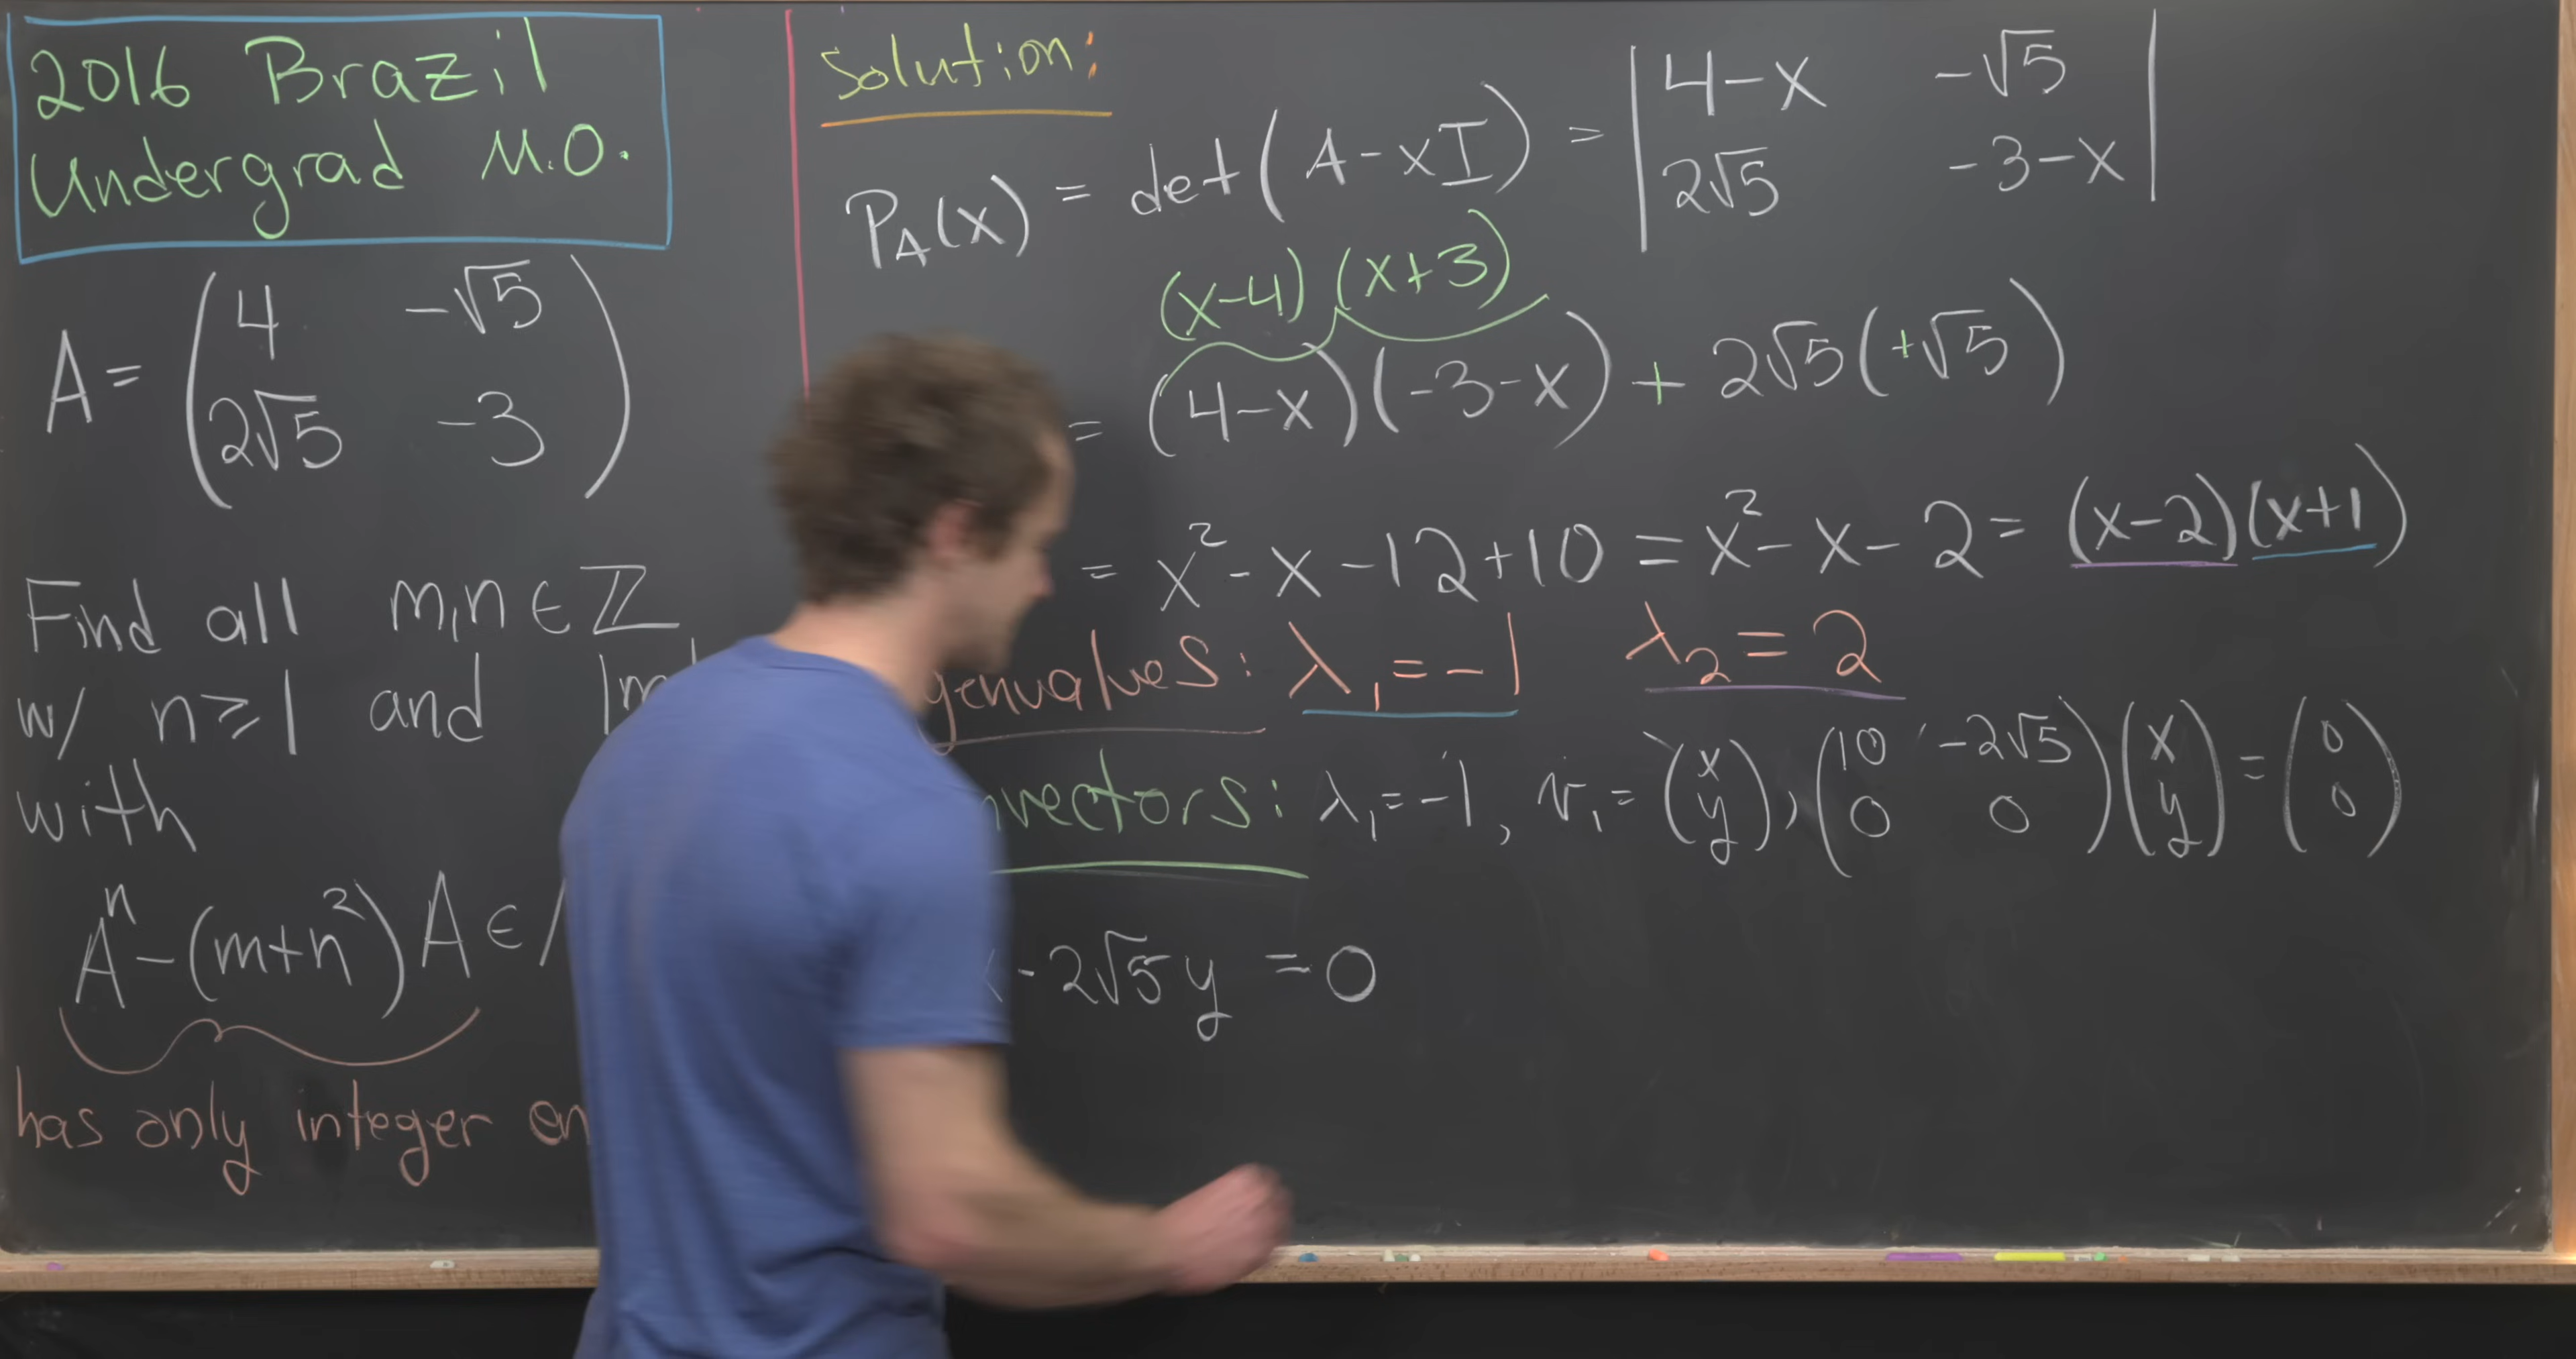 2016 Brazil
Undergrad M.O.
A = (4 -√5
2√5 -3)
Find all m,n ∈ ℤ
w/ n ≥ 1 and
with
Aⁿ - (m+n²)A ∈
has only integer
Solution:
P_A(x) = det(A - xI) = |4-x -√5
2√5 -3-x|
(x-4)(x+3)
= (4-x)(-3-x) + 2√5(+√5)
= x² - x - 12 + 10 = x² - x - 2 = (x-2)(x+1)
genvalues: λ₁ = -1 λ₂ = 2
vectors: λ₁ = -1, v₁ = (x
y), (10 -2√5
0 0)(x
y) = (0
0)
- 2√5 y = 0